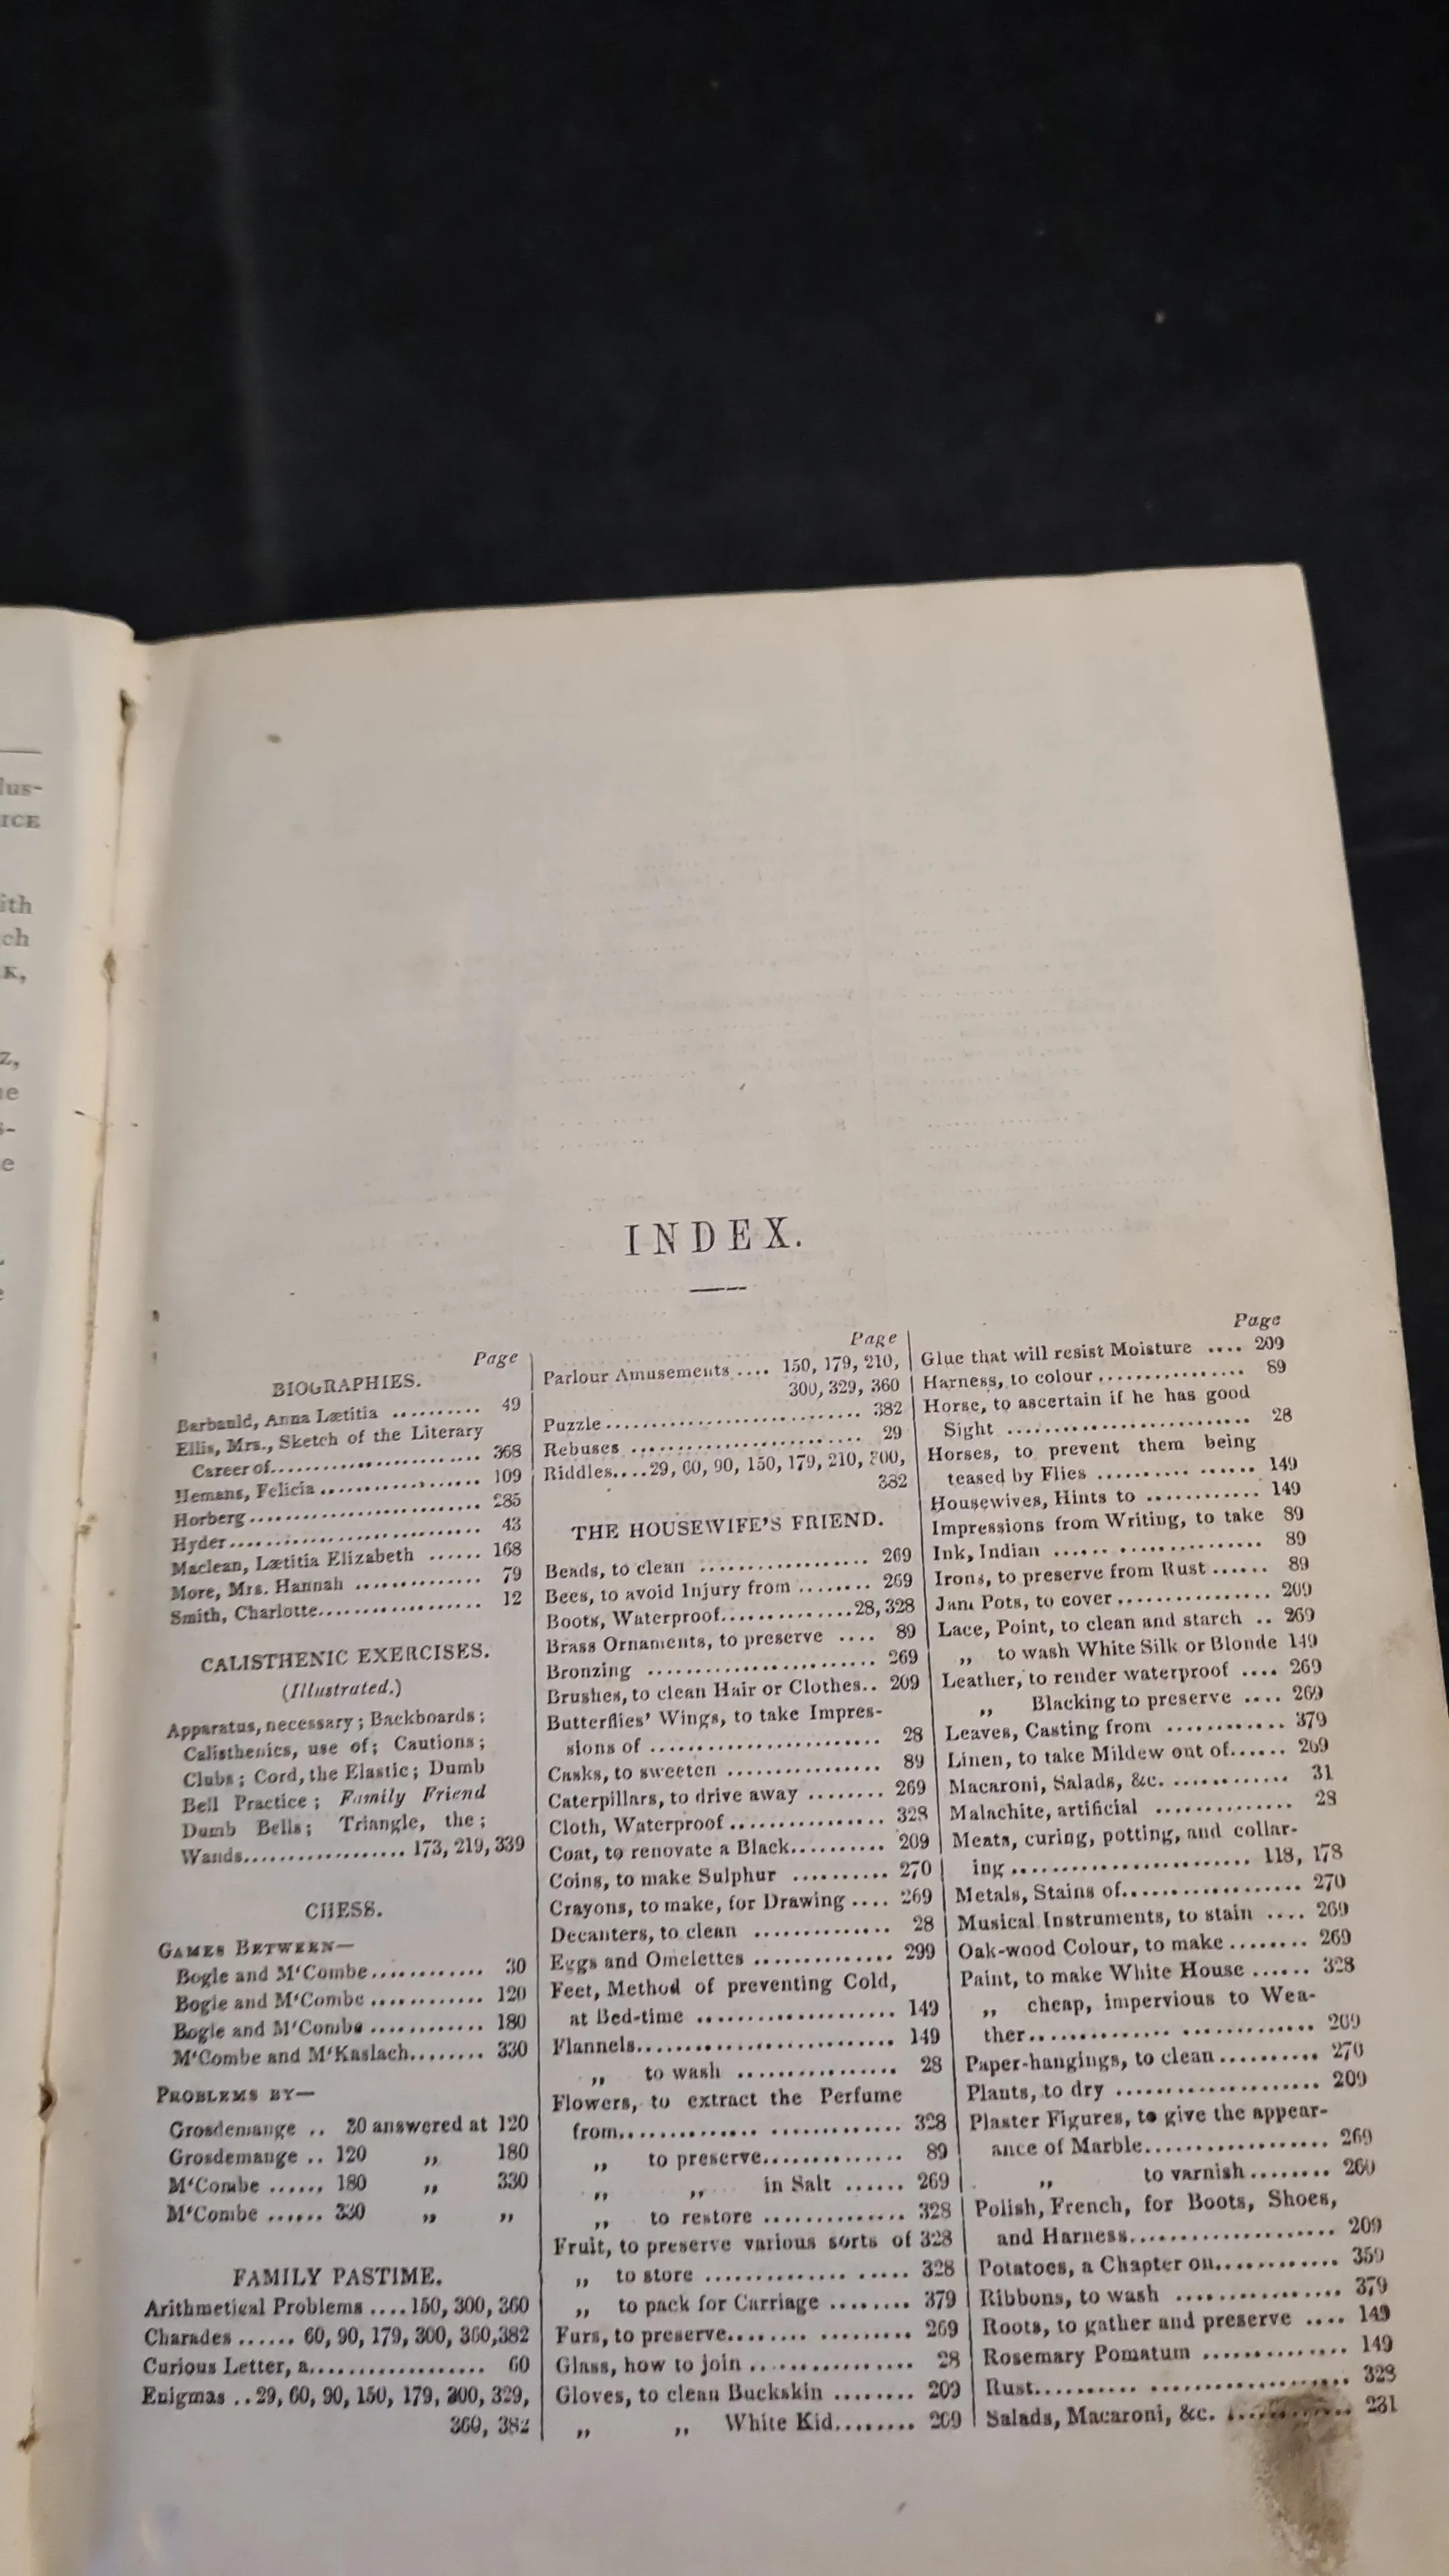 lus-
ICE
ith
ch
K,
z,
e
s-
e
INDEX.
Page
BIOGRAPHIES.
Barbauld, Anna Lætitia .......... 49
Ellis, Mrs., Sketch of the Literary
Career of........................ 368
Hemans, Felicia .................. 109
Horberg.......................... 285
Hyder............................ 43
Maclean, Lætitia Elizabeth ...... 168
More, Mrs. Hannah .............. 79
Smith, Charlotte.................. 12
CALISTHENIC EXERCISES.
(Illustrated.)
Apparatus, necessary; Backboards;
Calisthenics, use of; Cautions;
Clubs; Cord, the Elastic; Dumb
Bell Practice; Family Friend
Dumb Bells; Triangle, the;
Wands.................. 173, 219, 339
CHESS.
GAMES BETWEEN—
Bogle and M‘Combe............ 30
Bogle and M‘Combe ............ 120
Bogle and M‘Combe ............ 180
M‘Combe and M‘Kaslach........ 330
PROBLEMS BY—
Grosdemange .. 30 answered at 120
Grosdemange .. 120 „ 180
M‘Combe ...... 180 „ 330
M‘Combe ...... 330 „ „
FAMILY PASTIME.
Arithmetical Problems ....150, 300, 360
Charades ...... 60, 90, 179, 300, 360,382
Curious Letter, a.................. 60
Enigmas ..29, 60, 90, 150, 179, 300, 329,
360, 382
Page
Parlour Amusements .... 150, 179, 210,
300, 329, 360
Puzzle............................ 382
Rebuses .......................... 29
Riddles....29, 60, 90, 150, 179, 210, 300,
382
THE HOUSEWIFE'S FRIEND.
Beads, to clean .................. 269
Bees, to avoid Injury from ........ 269
Boots, Waterproof..............28, 328
Brass Ornaments, to preserve .... 89
Bronzing ........................ 269
Brushes, to clean Hair or Clothes.. 209
Butterflies' Wings, to take Impres-
sions of ........................ 28
Casks, to sweeten ................ 89
Caterpillars, to drive away ........ 269
Cloth, Waterproof................ 328
Coat, to renovate a Black.......... 209
Coins, to make Sulphur .......... 270
Crayons, to make, for Drawing .... 269
Decanters, to clean .............. 28
Eggs and Omelettes .............. 299
Feet, Method of preventing Cold,
at Bed-time .................... 149
Flannels.......................... 149
„ to wash ................ 28
Flowers, to extract the Perfume
from............. ............. 328
„ to preserve.............. 89
„ „ in Salt ...... 269
„ to restore .............. 328
Fruit, to preserve various sorts of 328
„ to store .............. ..... 328
„ to pack for Carriage ........ 379
Furs, to preserve........ ......... 269
Glass, how to join ................ 28
Gloves, to clean Buckskin ........ 209
„ „ White Kid........ 209
Page
Glue that will resist Moisture .... 209
Harness, to colour ................ 89
Horse, to ascertain if he has good
Sight .......................... 28
Horses, to prevent them being
teased by Flies .......... ...... 149
Housewives, Hints to ............ 149
Impressions from Writing, to take 89
Ink, Indian ...... ............... 89
Irons, to preserve from Rust ...... 89
Jam Pots, to cover................ 209
Lace, Point, to clean and starch .. 269
„ to wash White Silk or Blonde 149
Leather, to render waterproof .... 269
„ Blacking to preserve .... 269
Leaves, Casting from ............ 379
Linen, to take Mildew out of...... 269
Macaroni, Salads, &c. ............ 31
Malachite, artificial .............. 28
Meats, curing, potting, and collar-
ing ......................... 118, 178
Metals, Stains of.................. 270
Musical Instruments, to stain .... 269
Oak-wood Colour, to make ........ 269
Paint, to make White House ...... 328
„ cheap, impervious to Wea-
ther............. .............. 269
Paper-hangings, to clean.......... 270
Plants, to dry .................... 209
Plaster Figures, to give the appear-
ance of Marble.................. 269
„ to varnish........ 269
Polish, French, for Boots, Shoes,
and Harness.................... 209
Potatoes, a Chapter on............ 359
Ribbons, to wash ................ 379
Roots, to gather and preserve .... 149
Rosemary Pomatum .............. 149
Rust.......... ................... 328
Salads, Macaroni, &c. ............ 231